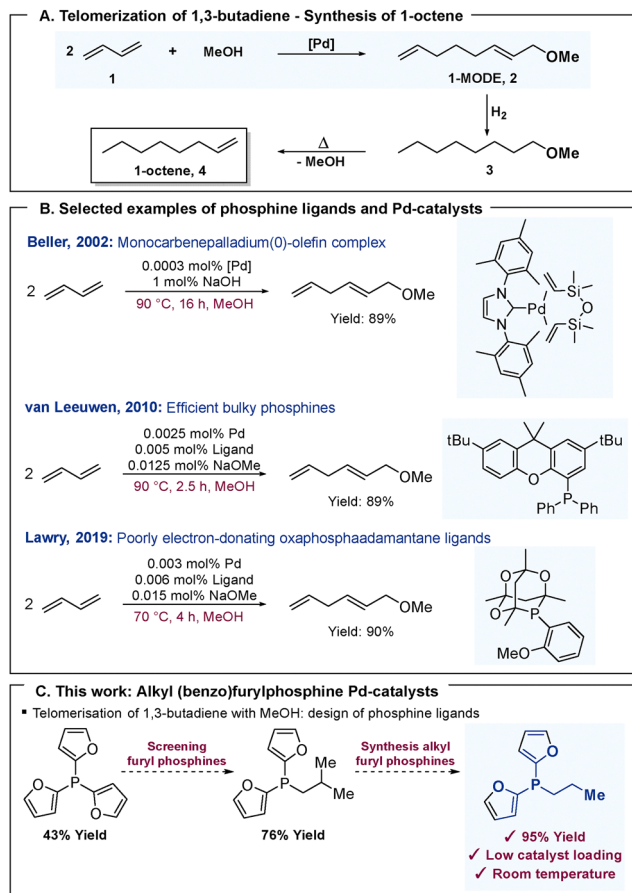 A. Telomerization of 1,3-butadiene - Synthesis of 1-octene
2
1
+
MeOH
[Pd]
OMe
1-MODE, 2
H2
1-octene, 4
Δ
- MeOH
OMe
3
B. Selected examples of phosphine ligands and Pd-catalysts
Beller, 2002: Monocarbenepalladium(0)-olefin complex
2
0.0003 mol% [Pd]
1 mol% NaOH
90 °C, 16 h, MeOH
OMe
Yield: 89%
N
N
Pd
Si
O
Si
van Leeuwen, 2010: Efficient bulky phosphines
2
0.0025 mol% Pd
0.005 mol% Ligand
0.0125 mol% NaOMe
90 °C, 2.5 h, MeOH
OMe
Yield: 89%
tBu
tBu
O
P
Ph
Ph
Lawry, 2019: Poorly electron-donating oxaphosphaadamantane ligands
2
0.003 mol% Pd
0.006 mol% Ligand
0.015 mol% NaOMe
70 °C, 4 h, MeOH
OMe
Yield: 90%
O
O
O
P
MeO
C. This work: Alkyl (benzo)furylphosphine Pd-catalysts
▪ Telomerisation of 1,3-butadiene with MeOH: design of phosphine ligands
O
P
O
O
43% Yield
Screening
furyl phosphines
O
P
O
Me
Me
76% Yield
Synthesis alkyl
furyl phosphines
O
O
P
Me
✓ 95% Yield
✓ Low catalyst loading
✓ Room temperature